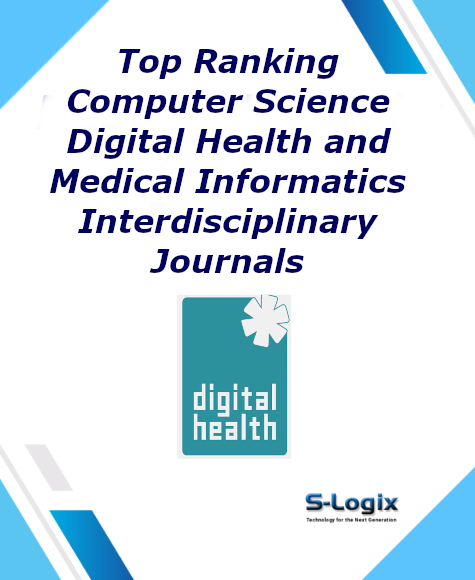 Top Ranking
Computer Science
Digital Health and
Medical Informatics
Interdisciplinary
Journals
digital
health
S-Logix
Technology for the Next Generation